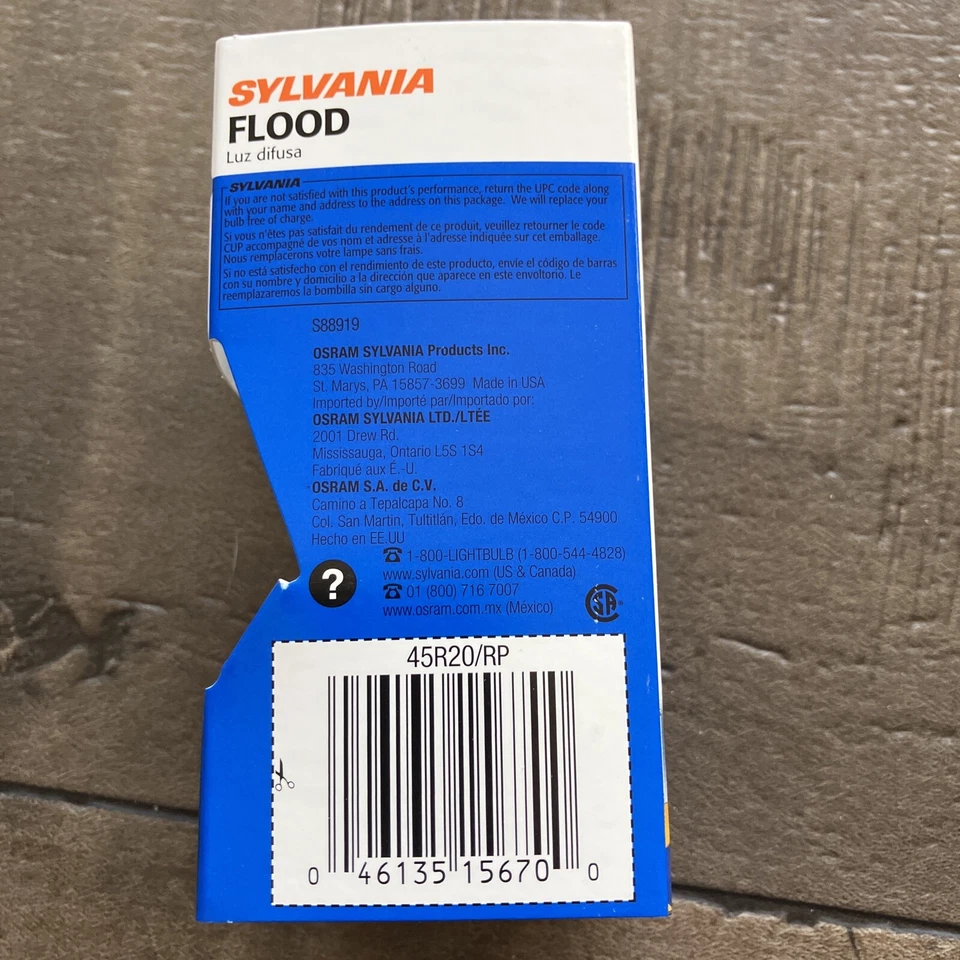 SYLVANIA
FLOOD
Luz difusa
SYLVANIA
If you are not satisfied with this product's performance, return the UPC code along
with your name and address to the address on this package. We will replace your
bulb free of charge.
Si vous n'êtes pas satisfait du rendement de ce produit, veuillez retourner le code
CUP accompagné de vos nom et adresse à l'adresse indiquée sur cet emballage.
Nous remplacerons votre lampe sans frais.
Si no está satisfecho con el rendimiento de este producto, envíe el código de barras
con su nombre y domicilio a la dirección que aparece en este envoltorio. Le
reemplazaremos la bombilla sin cargo alguno.
S88919
OSRAM SYLVANIA Products Inc.
835 Washington Road
St. Marys, PA 15857-3699 Made in USA
Imported by/Importé par/Importado por:
OSRAM SYLVANIA LTD./LTÉE
2001 Drew Rd.
Mississauga, Ontario L5S 1S4
Fabriqué aux É.-U.
OSRAM S.A. de C.V.
Camino a Tepalcapa No. 8
Col. San Martin, Tultitlán, Edo. de México C.P. 54900
Hecho en EE.UU
☎ 1-800-LIGHTBULB (1-800-544-4828)
www.sylvania.com (US & Canada)
☎ 01 (800) 716 7007
www.osram.com.mx (México)
?
CSA®
45R20/RP
0 46135 15670 0